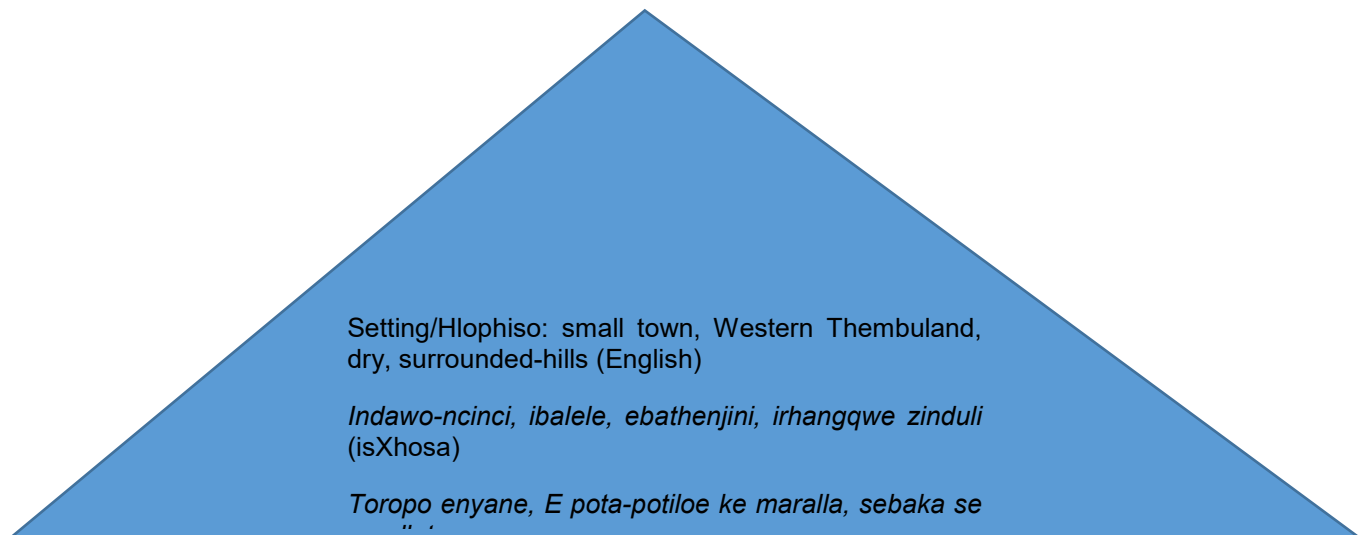 Setting/Hlophiso: small town, Western Thembuland,
dry, surrounded-hills (English)
Indawo-ncinci, ibalele, ebathenjini, irhangqwe zinduli
(isXhosa)
Toropo enyane, E pota-potiloe ke maralla, sebaka se